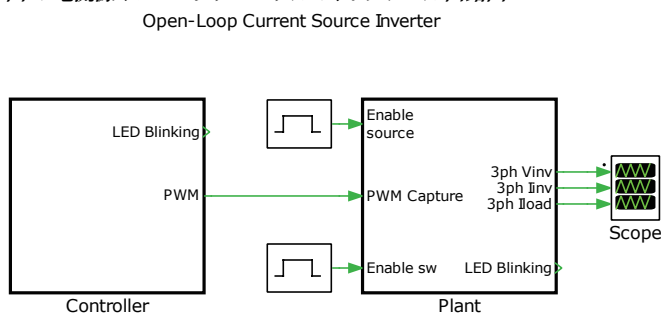 Open-Loop Current Source Inverter
Enable
source
LED Blinking
PWM
PWM Capture
3ph Vinv
3ph Iinv
3ph Iload
Scope
Enable sw
LED Blinking
Controller
Plant